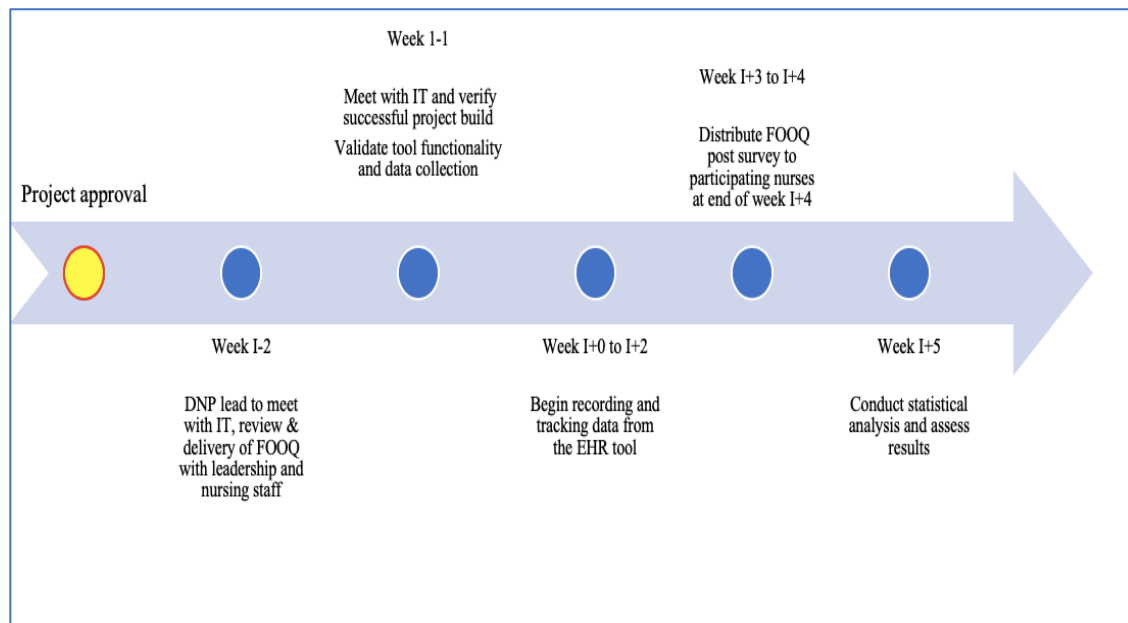 Project approval
Week I-2
DNP lead to meet
with IT, review &
delivery of FOOQ
with leadership and
nursing staff
Week 1-1
Meet with IT and verify
successful project build
Validate tool functionality
and data collection
Week I+0 to I+2
Begin recording and
tracking data from
the EHR tool
Week I+3 to I+4
Distribute FOOQ
post survey to
participating nurses
at end of week I+4
Week I+5
Conduct statistical
analysis and assess
results